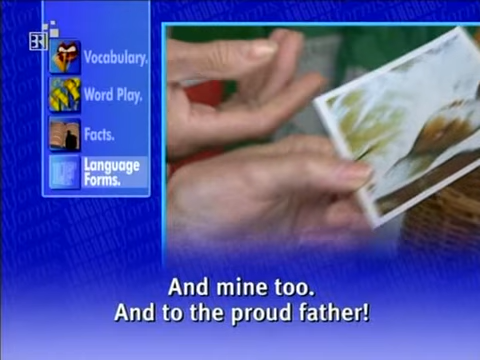 Vocabulary.
Word Play.
Facts.
Language
Forms.
And mine too.
And to the proud father!